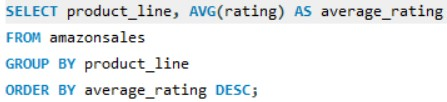 SELECT product_line, AVG(rating) AS average_rating
FROM amazonsales
GROUP BY product_line
ORDER BY average_rating DESC;